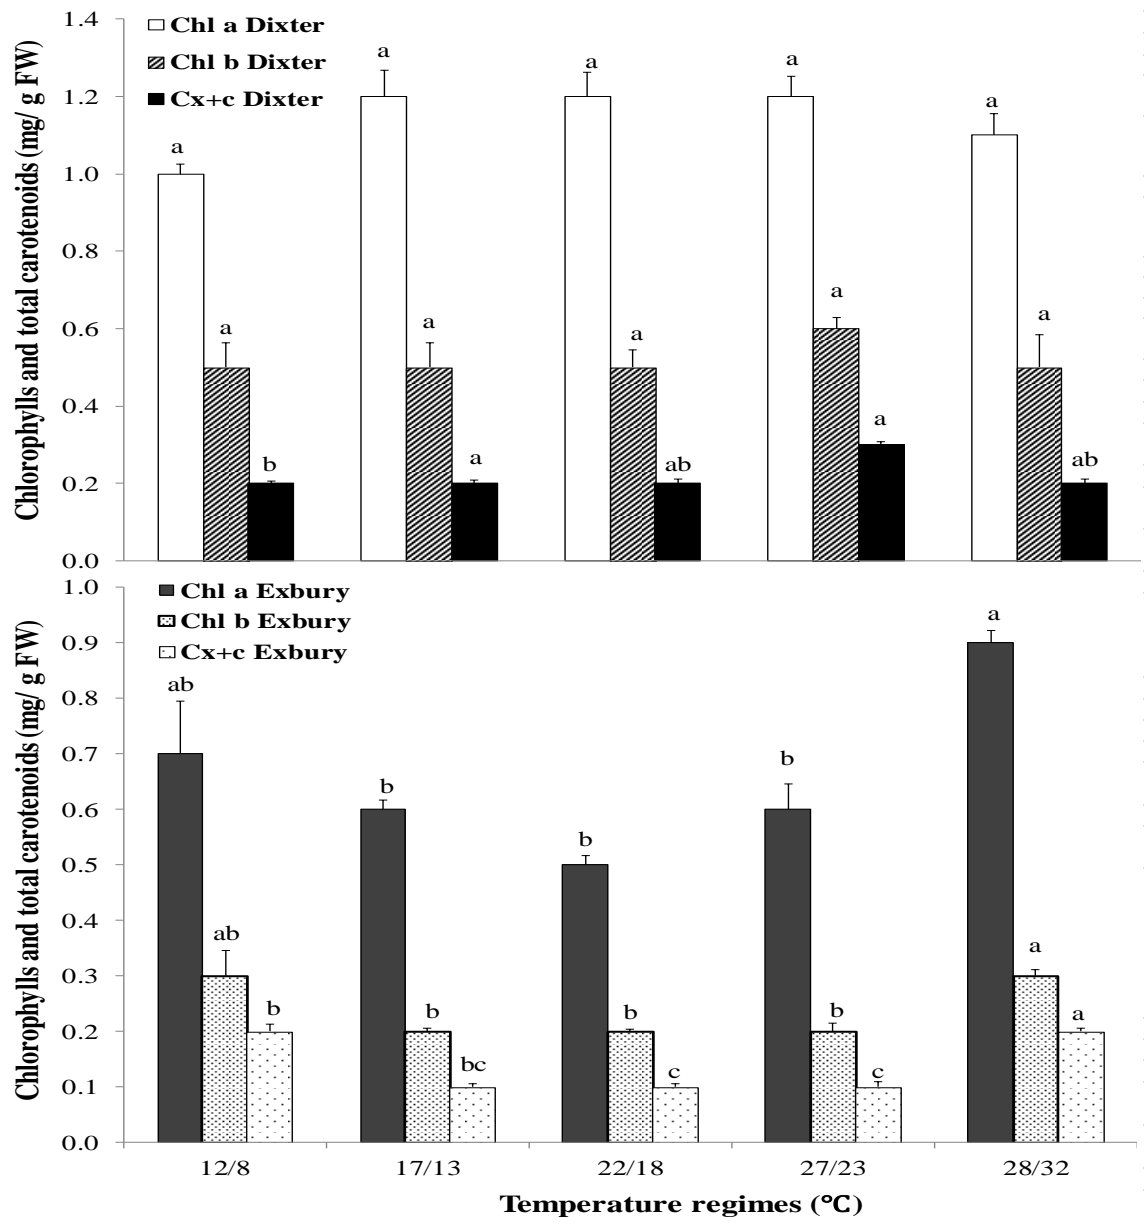 Chlorophylls and total carotenoids (mg/ g FW)
1.4
1.2
1.0
0.8
0.6
0.4
0.2
0.0
Chl a Dixter
Chl b Dixter
Cx+c Dixter
a a a a a
a a a a a
b a ab a ab
Chlorophylls and total carotenoids (mg/ g FW)
1.0
0.9
0.8
0.7
0.6
0.5
0.4
0.3
0.2
0.1
0.0
Chl a Exbury
Chl b Exbury
Cx+c Exbury
ab b b b a
ab b b b a
b bc c c a
12/8 17/13 22/18 27/23 28/32
Temperature regimes (°C)